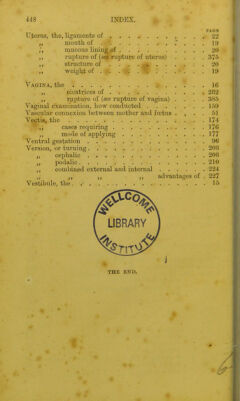 448 INDEX.
PAGE
Uterus, the, ligaments of . . . . . . . . 22
„ mouth of . . . . . . . . 19
„ mucous lining of . . . . . . . . 20
„ rupture of (see rupture of uterus) . . . 375
„ structure of . . . . . . . . 20
„ weight of . . . . . . . . 19
VAGINA, the . . . . . . . . 16
„ cicatrices of . . . . . . . . 262
„ rupture of (see rupture of vagina) . . . 385
Vaginal examination, how conducted . . . . 159
Vascular connexion between mother and fœtus . . . 51
Vectis, the . . . . . . . . 174
„ cases requiring . . . . . . . . 176
„ mode of applying . . . . . . . . 177
Ventral gestation . . . . . . . . 96
Version, or turning . . . . . . . . 203
„ cephalic . . . . . . . . 206
„ podalic . . . . . . . . 210
„ combined external and internal . . . 224
„ „ „ „ advantages of . 227
Vestibule, the . . . . . . . . 15
WELLCOME
LIBRARY
INSTITUTE
THE END.